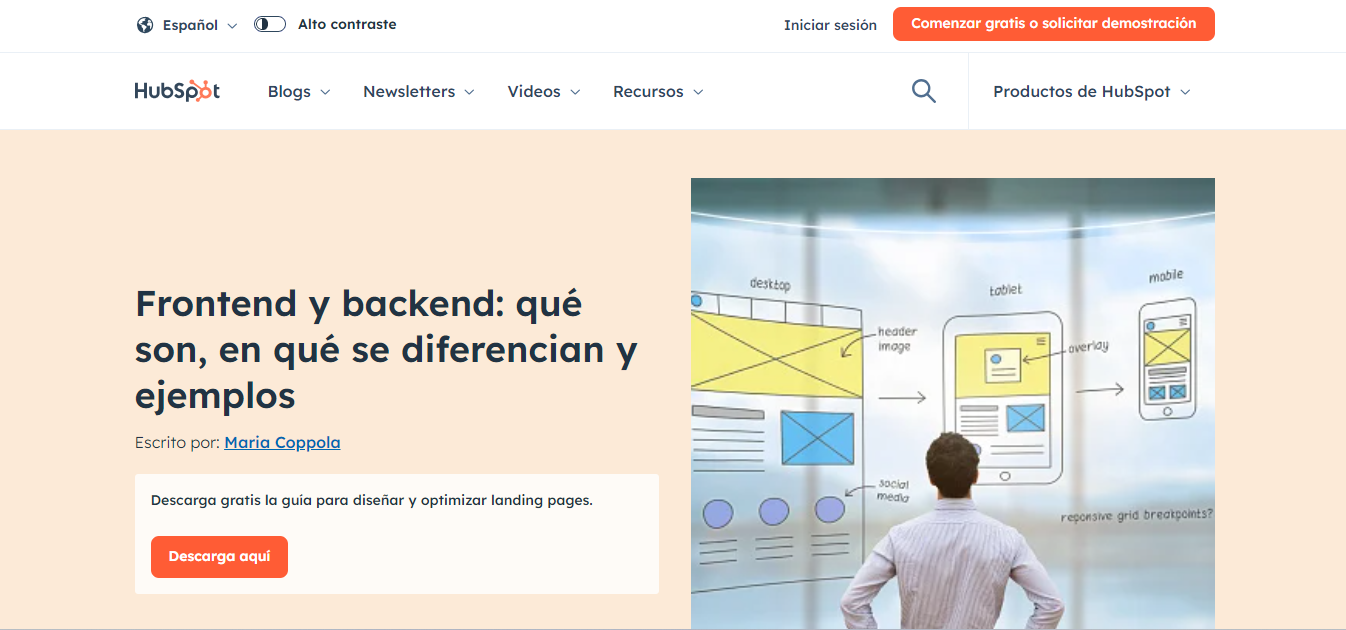 Español
Alto contraste
Iniciar sesión
Comenzar gratis o solicitar demostración
HubSpot
Blogs
Newsletters
Videos
Recursos
Productos de HubSpot
Frontend y backend: qué
son, en qué se diferencian y
ejemplos
Escrito por: Maria Coppola
Descarga gratis la guía para diseñar y optimizar landing pages.
Descarga aquí
desktop
tablet
mobile
header
image
overlay
social
media
responsive grid breakpoints?